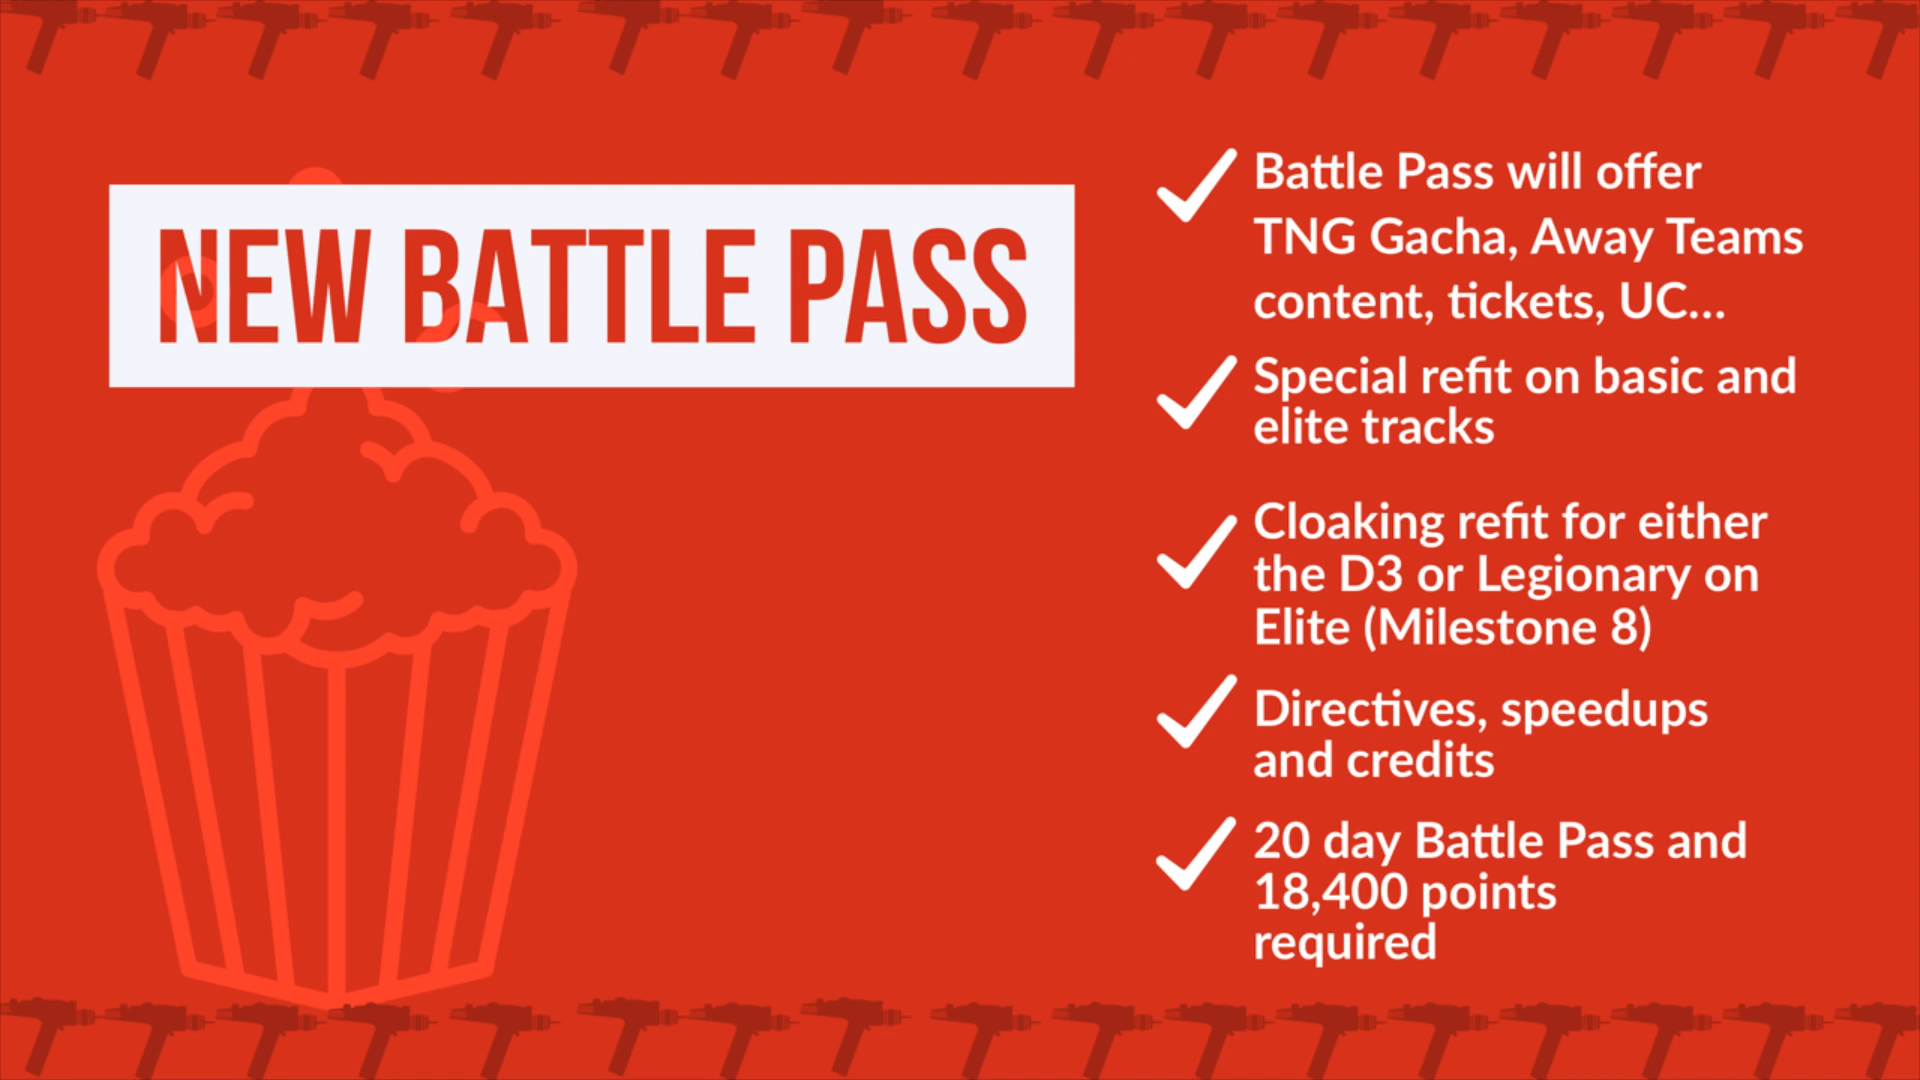 NEW BATTLE PASS
Battle Pass will offer
TNG Gacha, Away Teams
content, tickets, UC...
Special refit on basic and
elite tracks
Cloaking refit for either
the D3 or Legionary on
Elite (Milestone 8)
Directives, speedups
and credits
20 day Battle Pass and
18,400 points
required